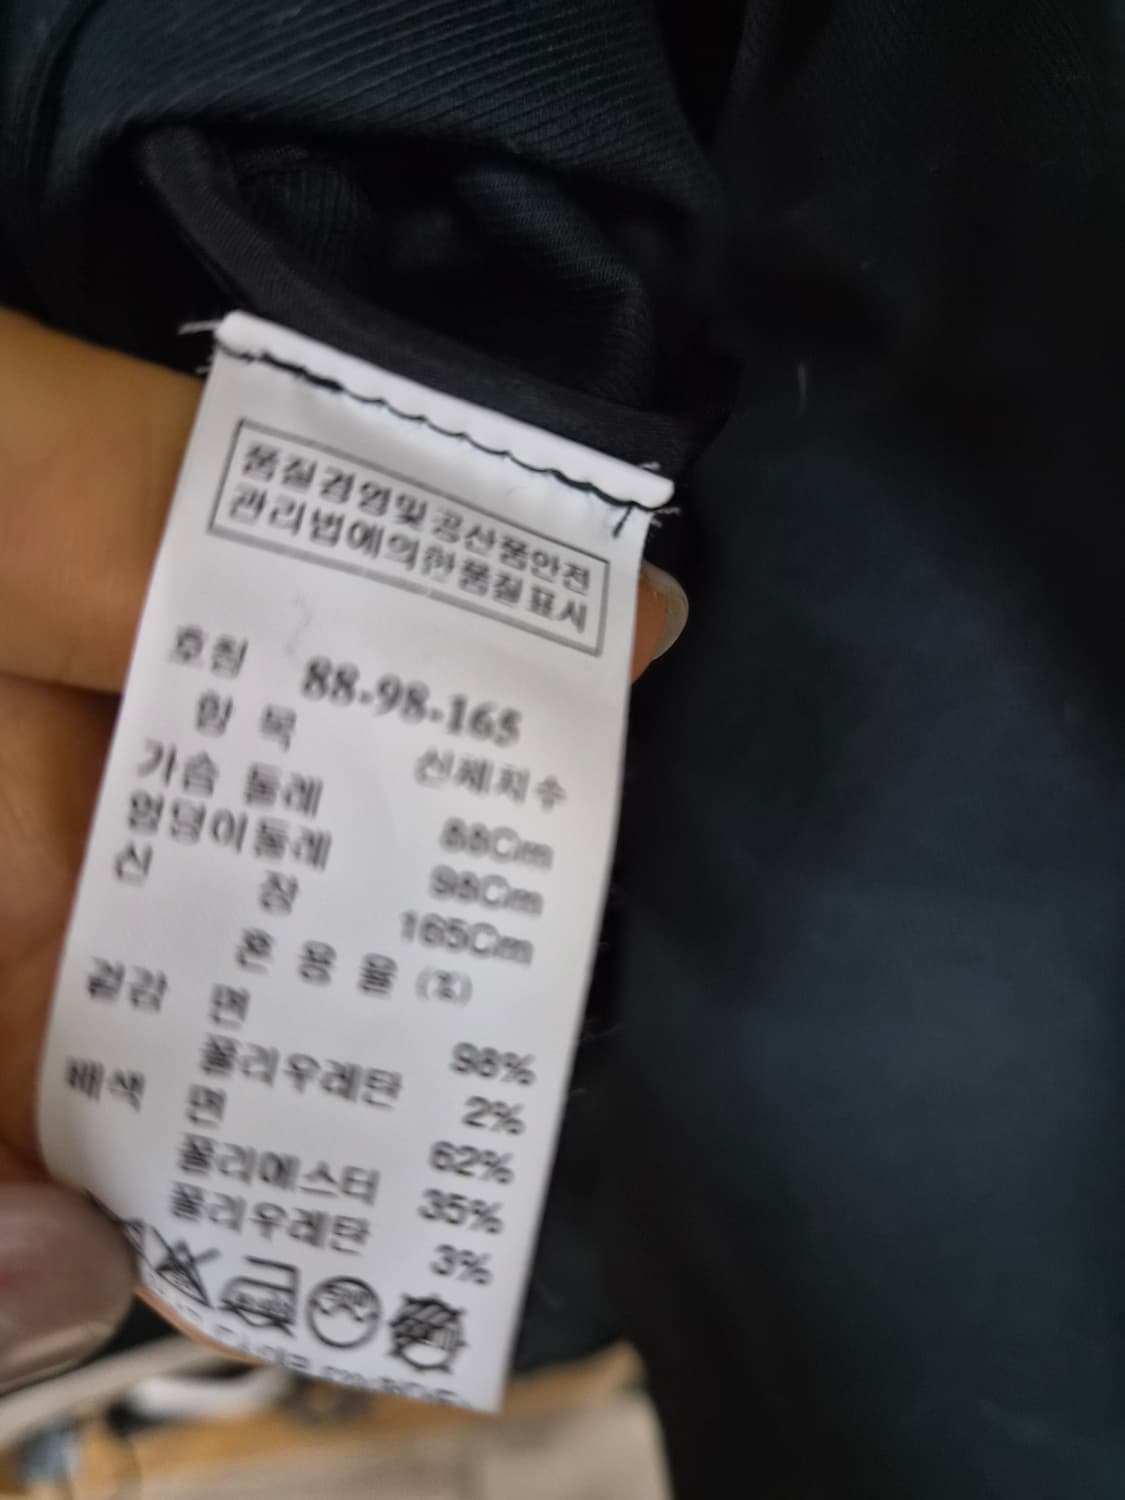 품질경영및공산품안전
관리법에의한품질표시
호칭 88-98-165
항 목 신체치수
가슴 둘레 88Cm
엉덩이둘레 98Cm
신 장 165Cm
혼 용 율 (%)
겉감 면 98%
폴리우레탄 2%
배색 면 62%
폴리에스터 35%
폴리우레탄 3%